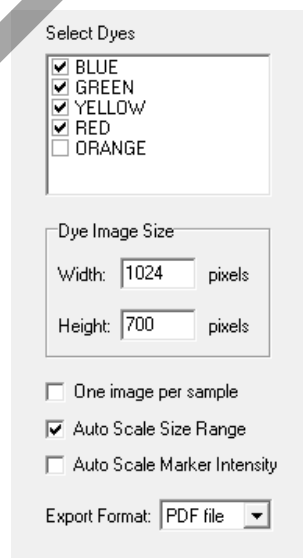 Select Dyes
BLUE
GREEN
YELLOW
RED
ORANGE
Dye Image Size
Width: 1024 pixels
Height: 700 pixels
One image per sample
Auto Scale Size Range
Auto Scale Marker Intensity
Export Format: PDF file